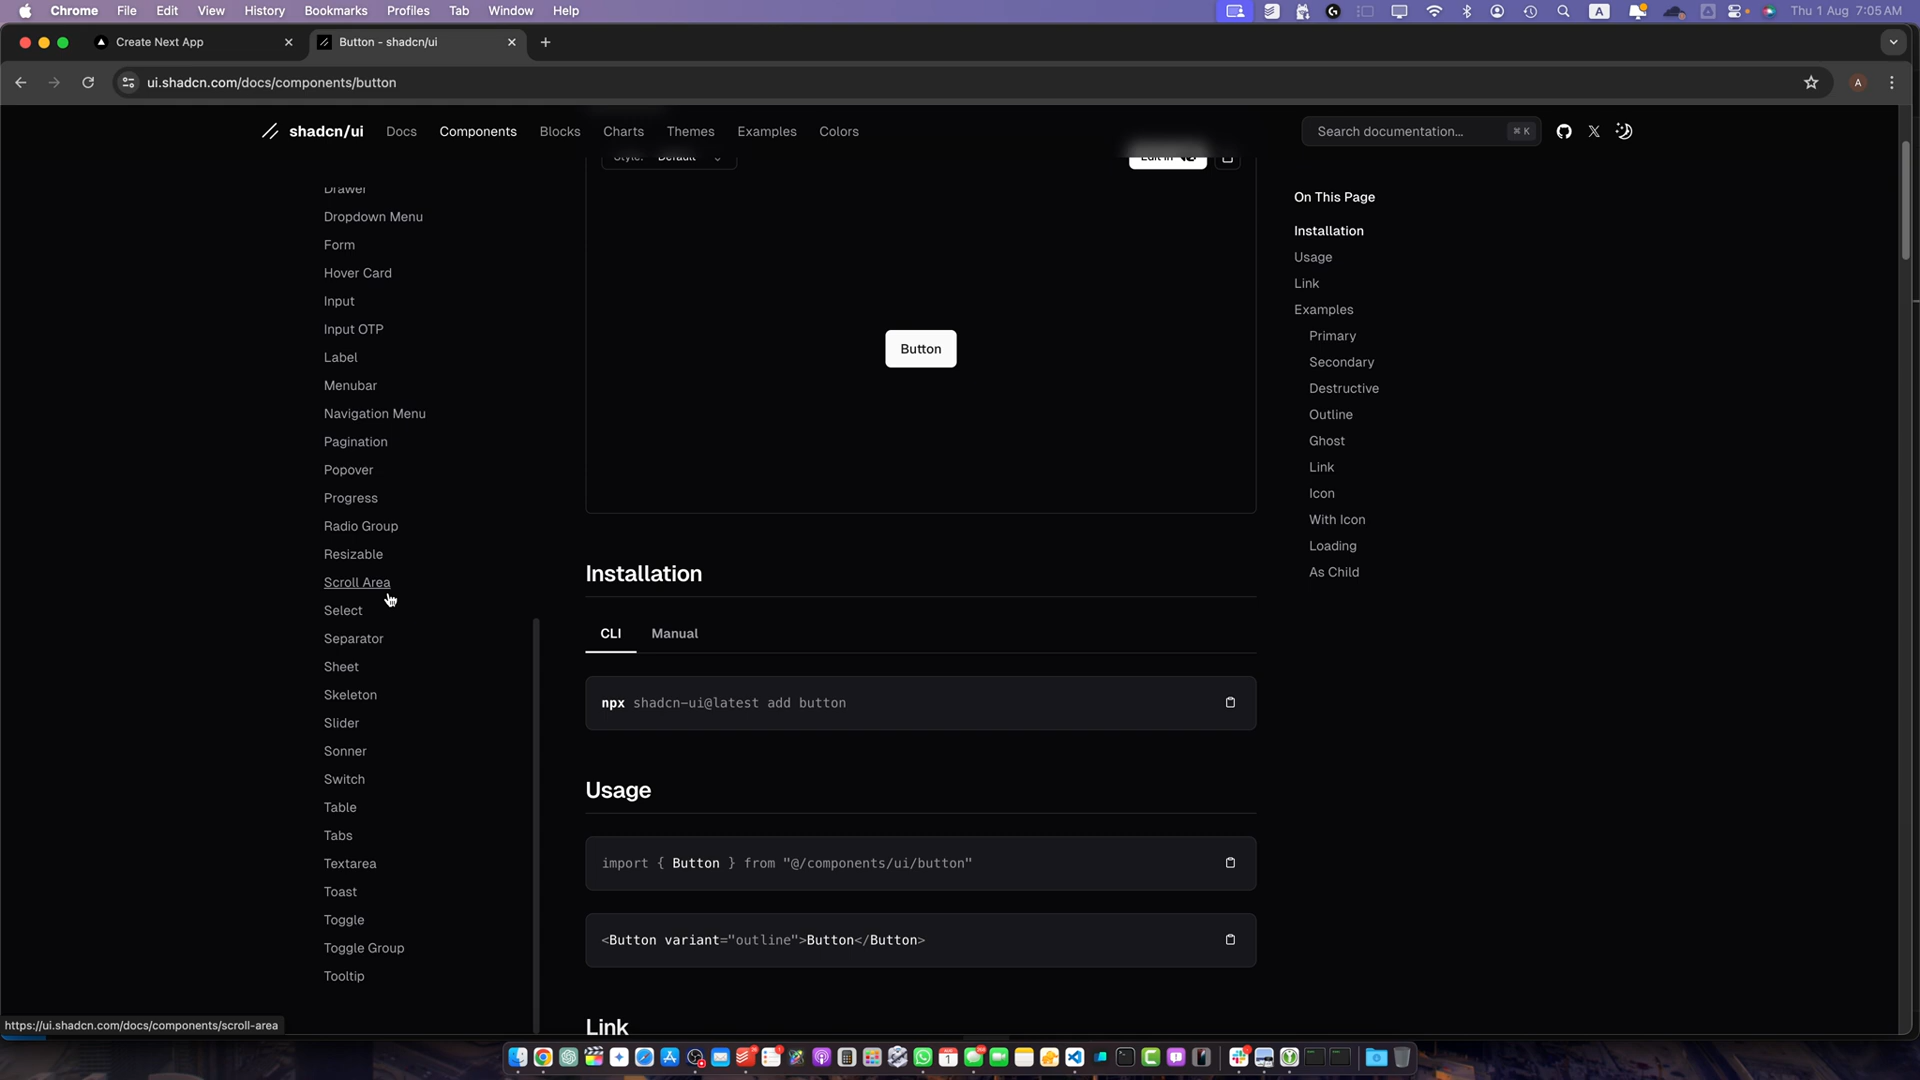 Chrome File Edit View History Bookmarks Profiles Tab Window Help
Thu 1 Aug 7:05 AM
Create Next App
Button - shadcn/ui
ui.shadcn.com/docs/components/button
A
shadcn/ui
Docs
Components
Blocks
Charts
Themes
Examples
Colors
Search documentation...
⌘ K
Drawer
Dropdown Menu
Form
Hover Card
Input
Input OTP
Label
Menubar
Navigation Menu
Pagination
Popover
Progress
Radio Group
Resizable
Scroll Area
Select
Separator
Sheet
Skeleton
Slider
Sonner
Switch
Table
Tabs
Textarea
Toast
Toggle
Toggle Group
Tooltip
Style: Default
Edit in
Button
Installation
CLI
Manual
npx shadcn-ui@latest add button
Usage
import { Button } from "@/components/ui/button"
<Button variant="outline">Button</Button>
Link
On This Page
Installation
Usage
Link
Examples
Primary
Secondary
Destructive
Outline
Ghost
Link
Icon
With Icon
Loading
As Child
https://ui.shadcn.com/docs/components/scroll-area